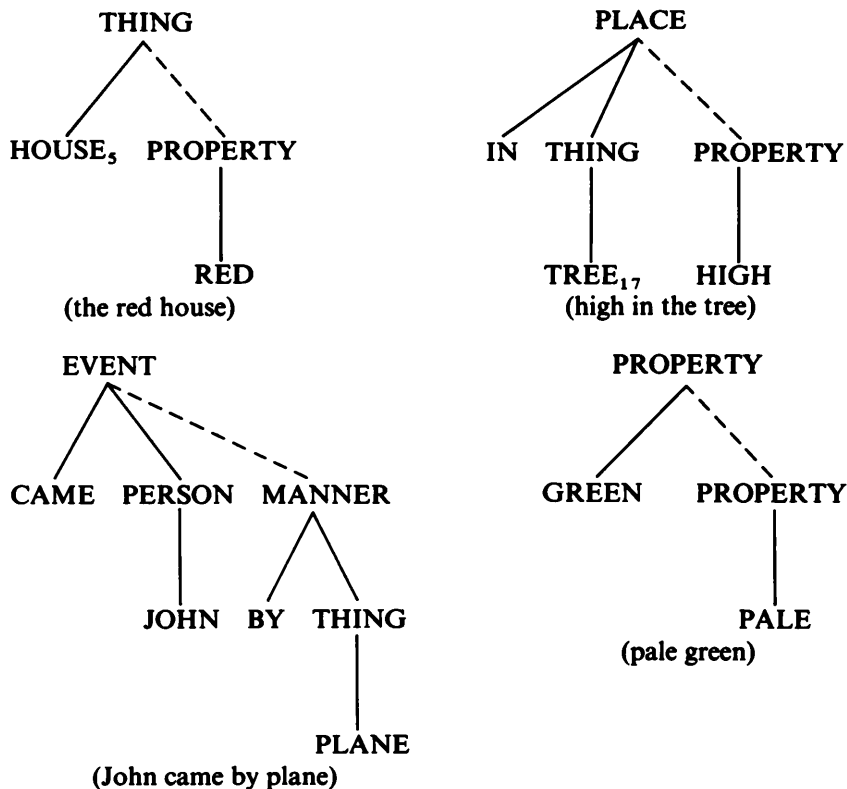 THING
HOUSE₅ PROPERTY
RED
(the red house)
PLACE
IN THING PROPERTY
TREE₁₇ HIGH
(high in the tree)
EVENT
CAME PERSON MANNER
JOHN BY THING
PLANE
(John came by plane)
PROPERTY
GREEN PROPERTY
PALE
(pale green)